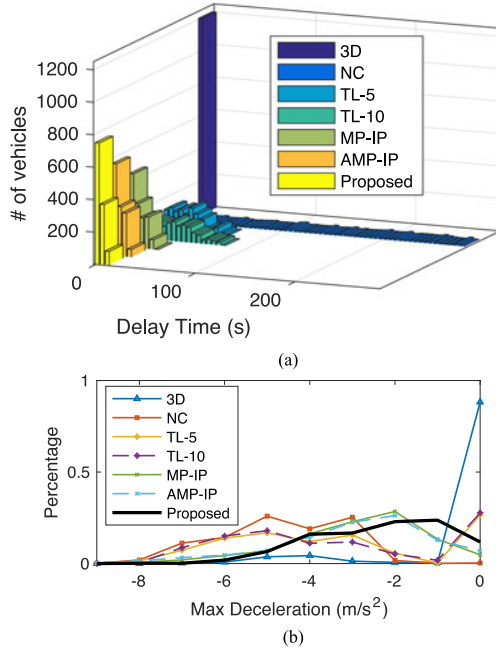 1200
1000
800
600
400
200
0
100
200
# of vehicles
Delay Time (s)
3D
NC
TL-5
TL-10
MP-IP
AMP-IP
Proposed
(a)
1
0.5
0
Percentage
3D
NC
TL-5
TL-10
MP-IP
AMP-IP
Proposed
-8
-6
-4
-2
0
Max Deceleration (m/s²)
(b)